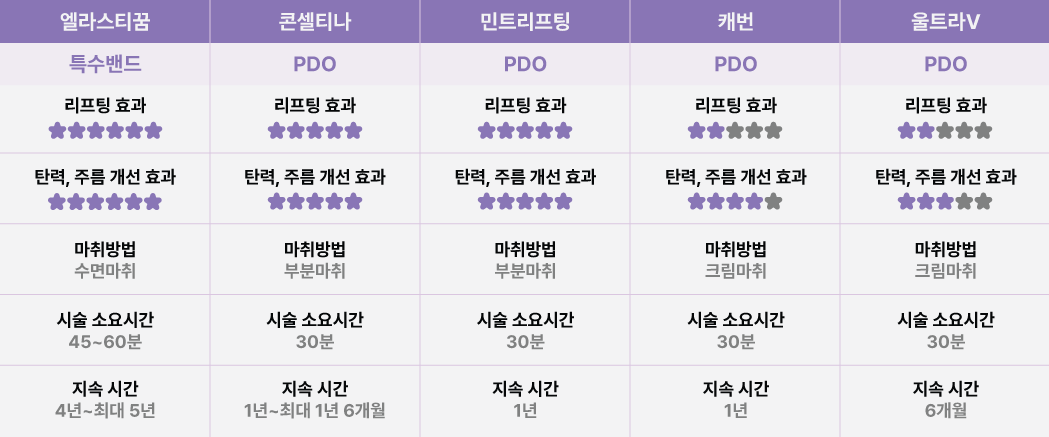 엘라스티꿈 콘셀티나 민트리프팅 캐번 울트라V
특수밴드 PDO PDO PDO PDO
리프팅 효과 리프팅 효과 리프팅 효과 리프팅 효과 리프팅 효과
탄력, 주름 개선 효과 탄력, 주름 개선 효과 탄력, 주름 개선 효과 탄력, 주름 개선 효과 탄력, 주름 개선 효과
마취방법 마취방법 마취방법 마취방법 마취방법
수면마취 부분마취 부분마취 크림마취 크림마취
시술 소요시간 시술 소요시간 시술 소요시간 시술 소요시간 시술 소요시간
45~60분 30분 30분 30분 30분
지속 시간 지속 시간 지속 시간 지속 시간 지속 시간
4년~최대 5년 1년~최대 1년 6개월 1년 1년 6개월